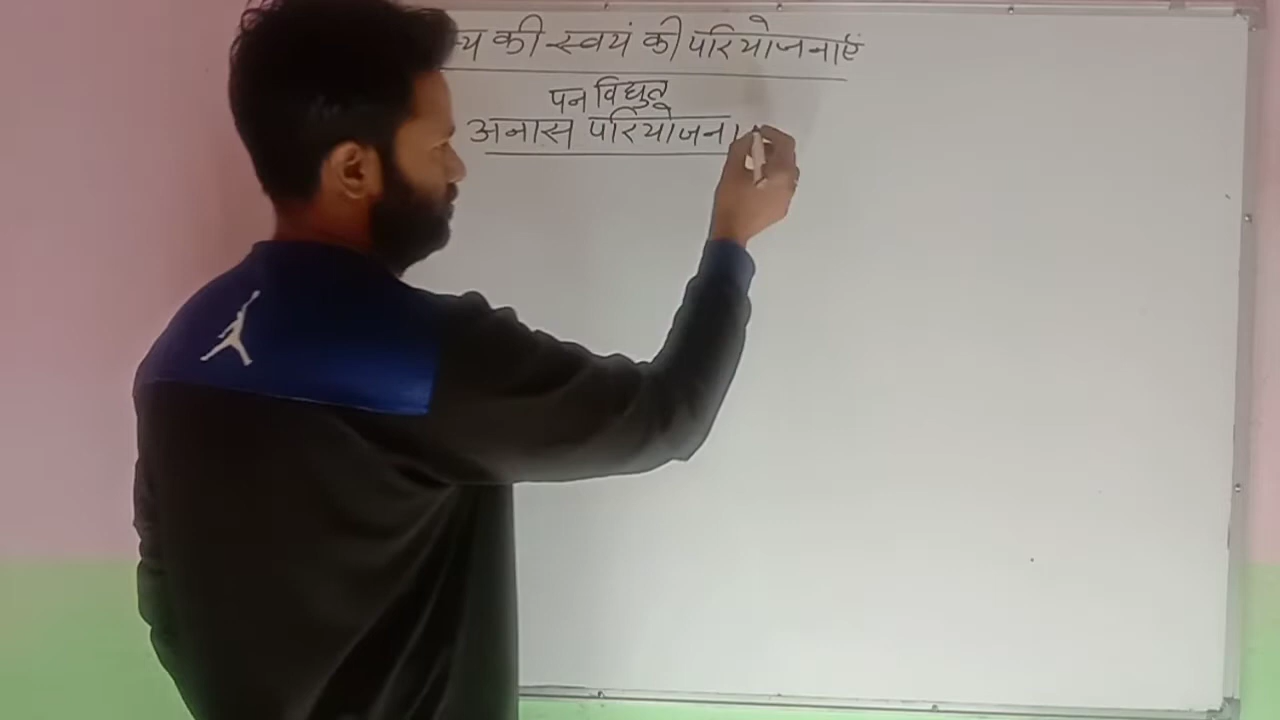 की स्वयं की परियोजनाएं
पन विद्युत
अनास परियोजना